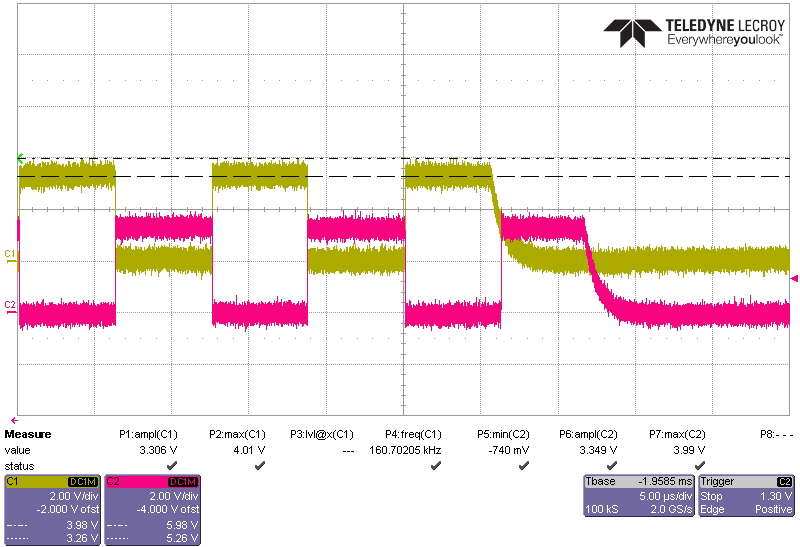 TELEDYNE LECROY
Everywhereyoulook™
C1
C2
Measure P1:ampl(C1) P2:max(C1) P3:lvl@x(C1) P4:freq(C1) P5:min(C2) P6:ampl(C2) P7:max(C2) P8:- - -
value 3.306 V 4.01 V --- 160.70205 kHz -740 mV 3.349 V 3.99 V
status
C1 DC1M
2.00 V/div
-2.000 V ofst
3.98 V
3.26 V
C2 DC1M
2.00 V/div
-4.000 V ofst
5.98 V
5.26 V
Tbase -1.9585 ms
5.00 µs/div
100 kS 2.0 GS/s
Trigger C2
Stop 1.30 V
Edge Positive